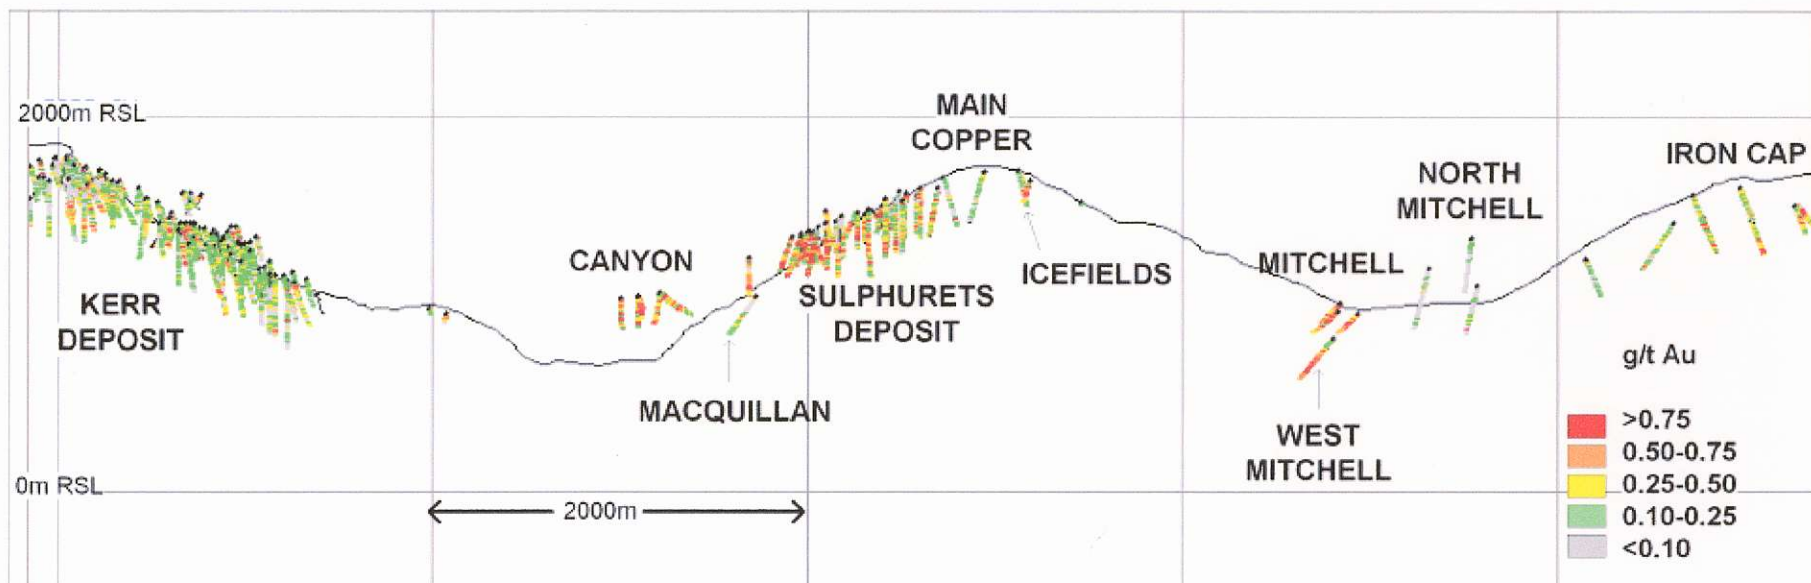 2000m RSL
MAIN
COPPER
IRON CAP
NORTH
MITCHELL
CANYON
MITCHELL
ICEFIELDS
KERR
DEPOSIT
SULPHURETS
DEPOSIT
MACQUILLAN
WEST
MITCHELL
0m RSL
2000m
g/t Au
>0.75
0.50-0.75
0.25-0.50
0.10-0.25
<0.10